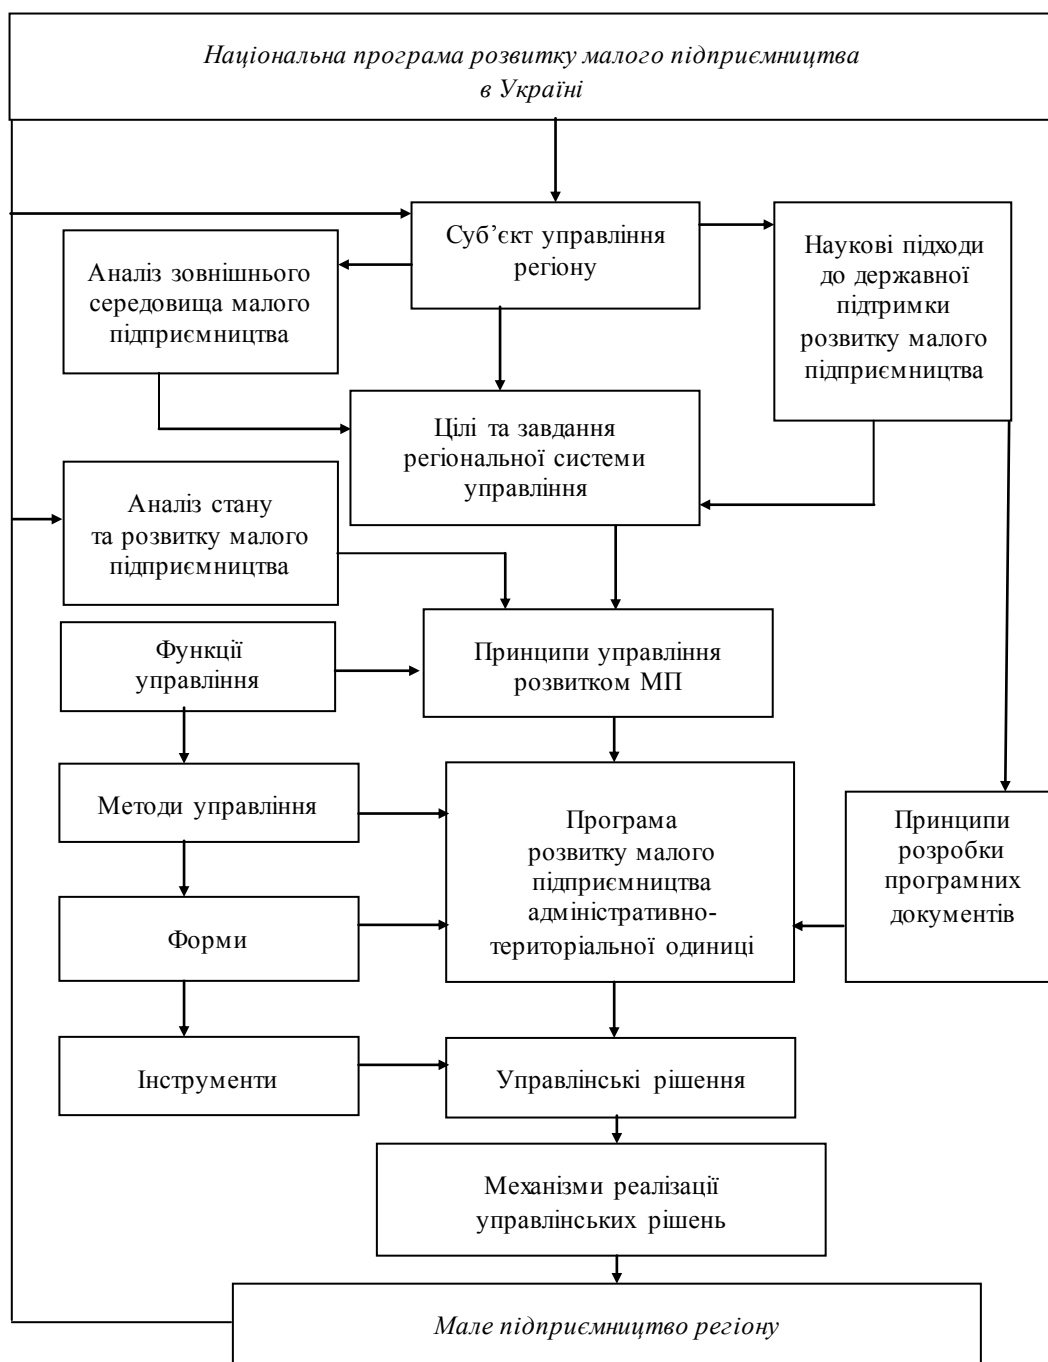 Національна програма розвитку малого підприємництва
в Україні
Суб’єкт управління
регіону
Наукові підходи
до державної
підтримки
розвитку малого
підприємництва
Аналіз зовнішнього
середовища малого
підприємництва
Цілі та завдання
регіональної системи
управління
Аналіз стану
та розвитку малого
підприємництва
Функції
управління
Принципи управління
розвитком МП
Методи управління
Програма
розвитку малого
підприємництва
адміністративно-
територіальної одиниці
Принципи
розробки
програмних
документів
Форми
Інструменти
Управлінські рішення
Механізми реалізації
управлінських рішень
Мале підприємництво регіону